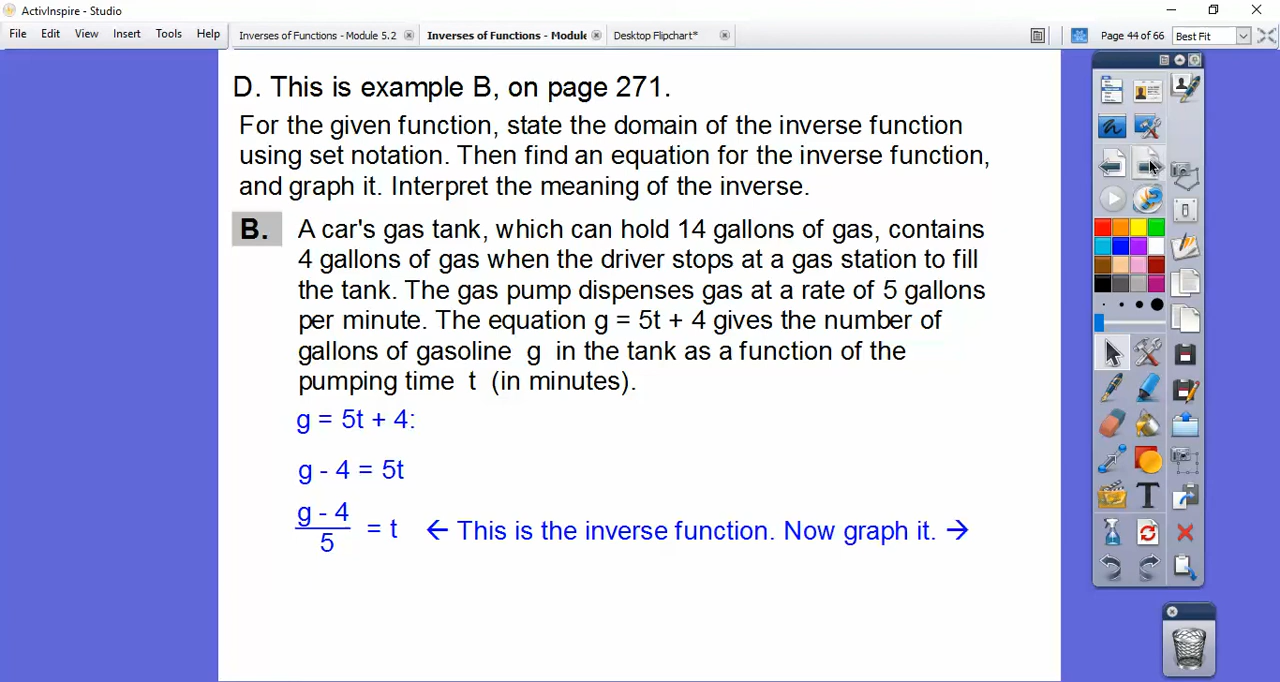 ActivInspire - Studio
File Edit View Insert Tools Help
Inverses of Functions - Module 5.2
Inverses of Functions - Module
Desktop Flipchart*
Page 44 of 66
Best Fit
D. This is example B, on page 271.
For the given function, state the domain of the inverse function
using set notation. Then find an equation for the inverse function,
and graph it. Interpret the meaning of the inverse.
B. A car's gas tank, which can hold 14 gallons of gas, contains
4 gallons of gas when the driver stops at a gas station to fill
the tank. The gas pump dispenses gas at a rate of 5 gallons
per minute. The equation g = 5t + 4 gives the number of
gallons of gasoline g in the tank as a function of the
pumping time t (in minutes).
g = 5t + 4:
g - 4 = 5t
g - 4
= t ← This is the inverse function. Now graph it. →
5